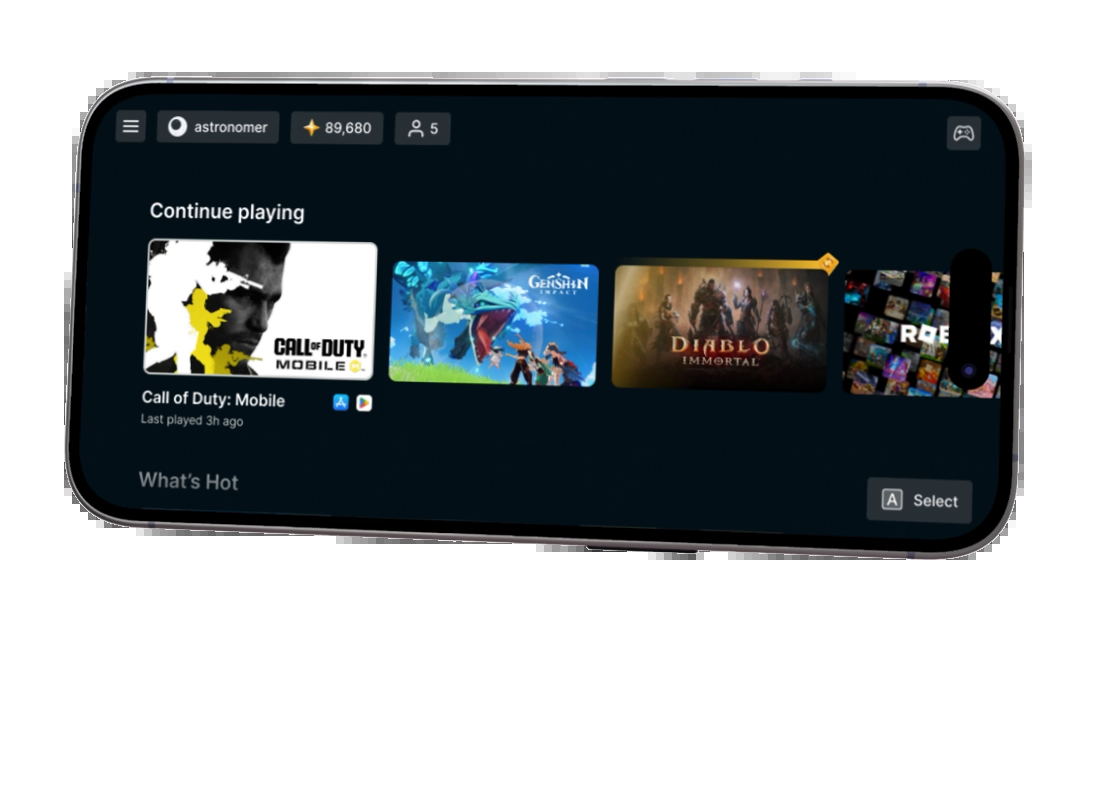 astronomer
89,680
5
Continue playing
CALL OF DUTY
MOBILE
GENSHIN
IMPACT
DIABLO
IMMORTAL
Call of Duty: Mobile
Last played 3h ago
What's Hot
A Select